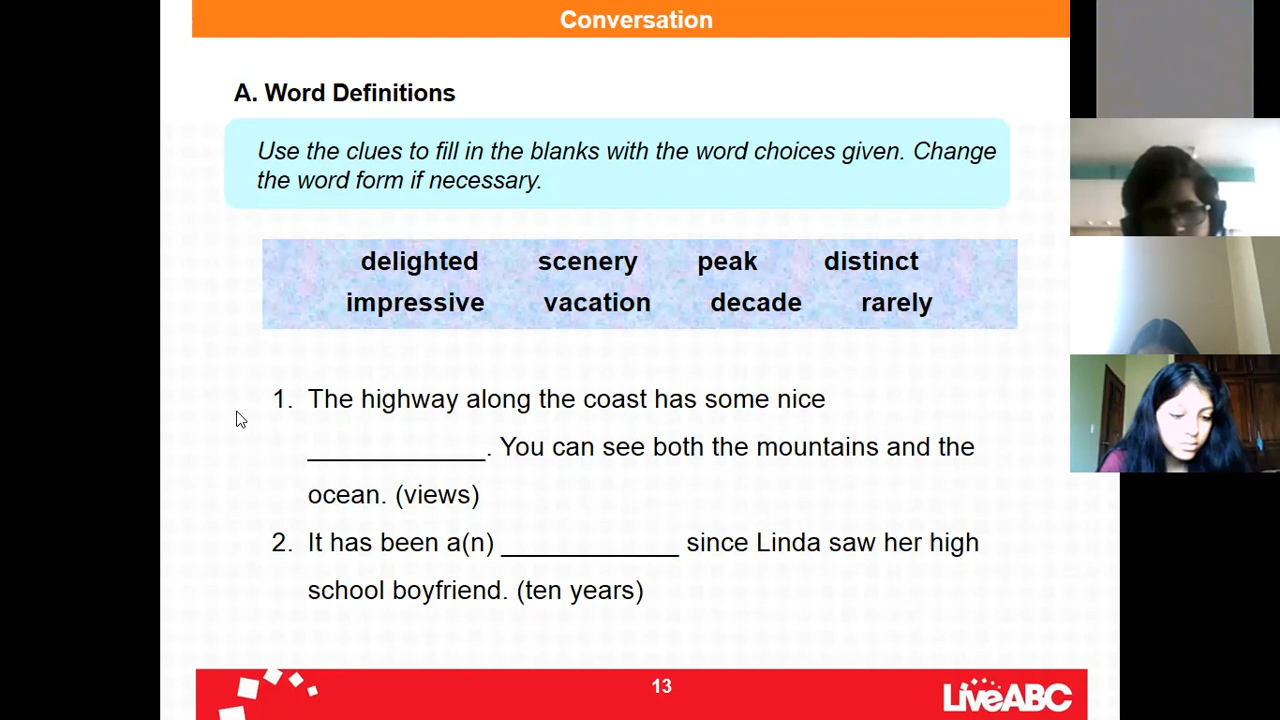 Conversation
A. Word Definitions
Use the clues to fill in the blanks with the word choices given. Change
the word form if necessary.
delighted scenery peak distinct
impressive vacation decade rarely
1. The highway along the coast has some nice
____________. You can see both the mountains and the
ocean. (views)
2. It has been a(n) ____________ since Linda saw her high
school boyfriend. (ten years)
13
LiveABC